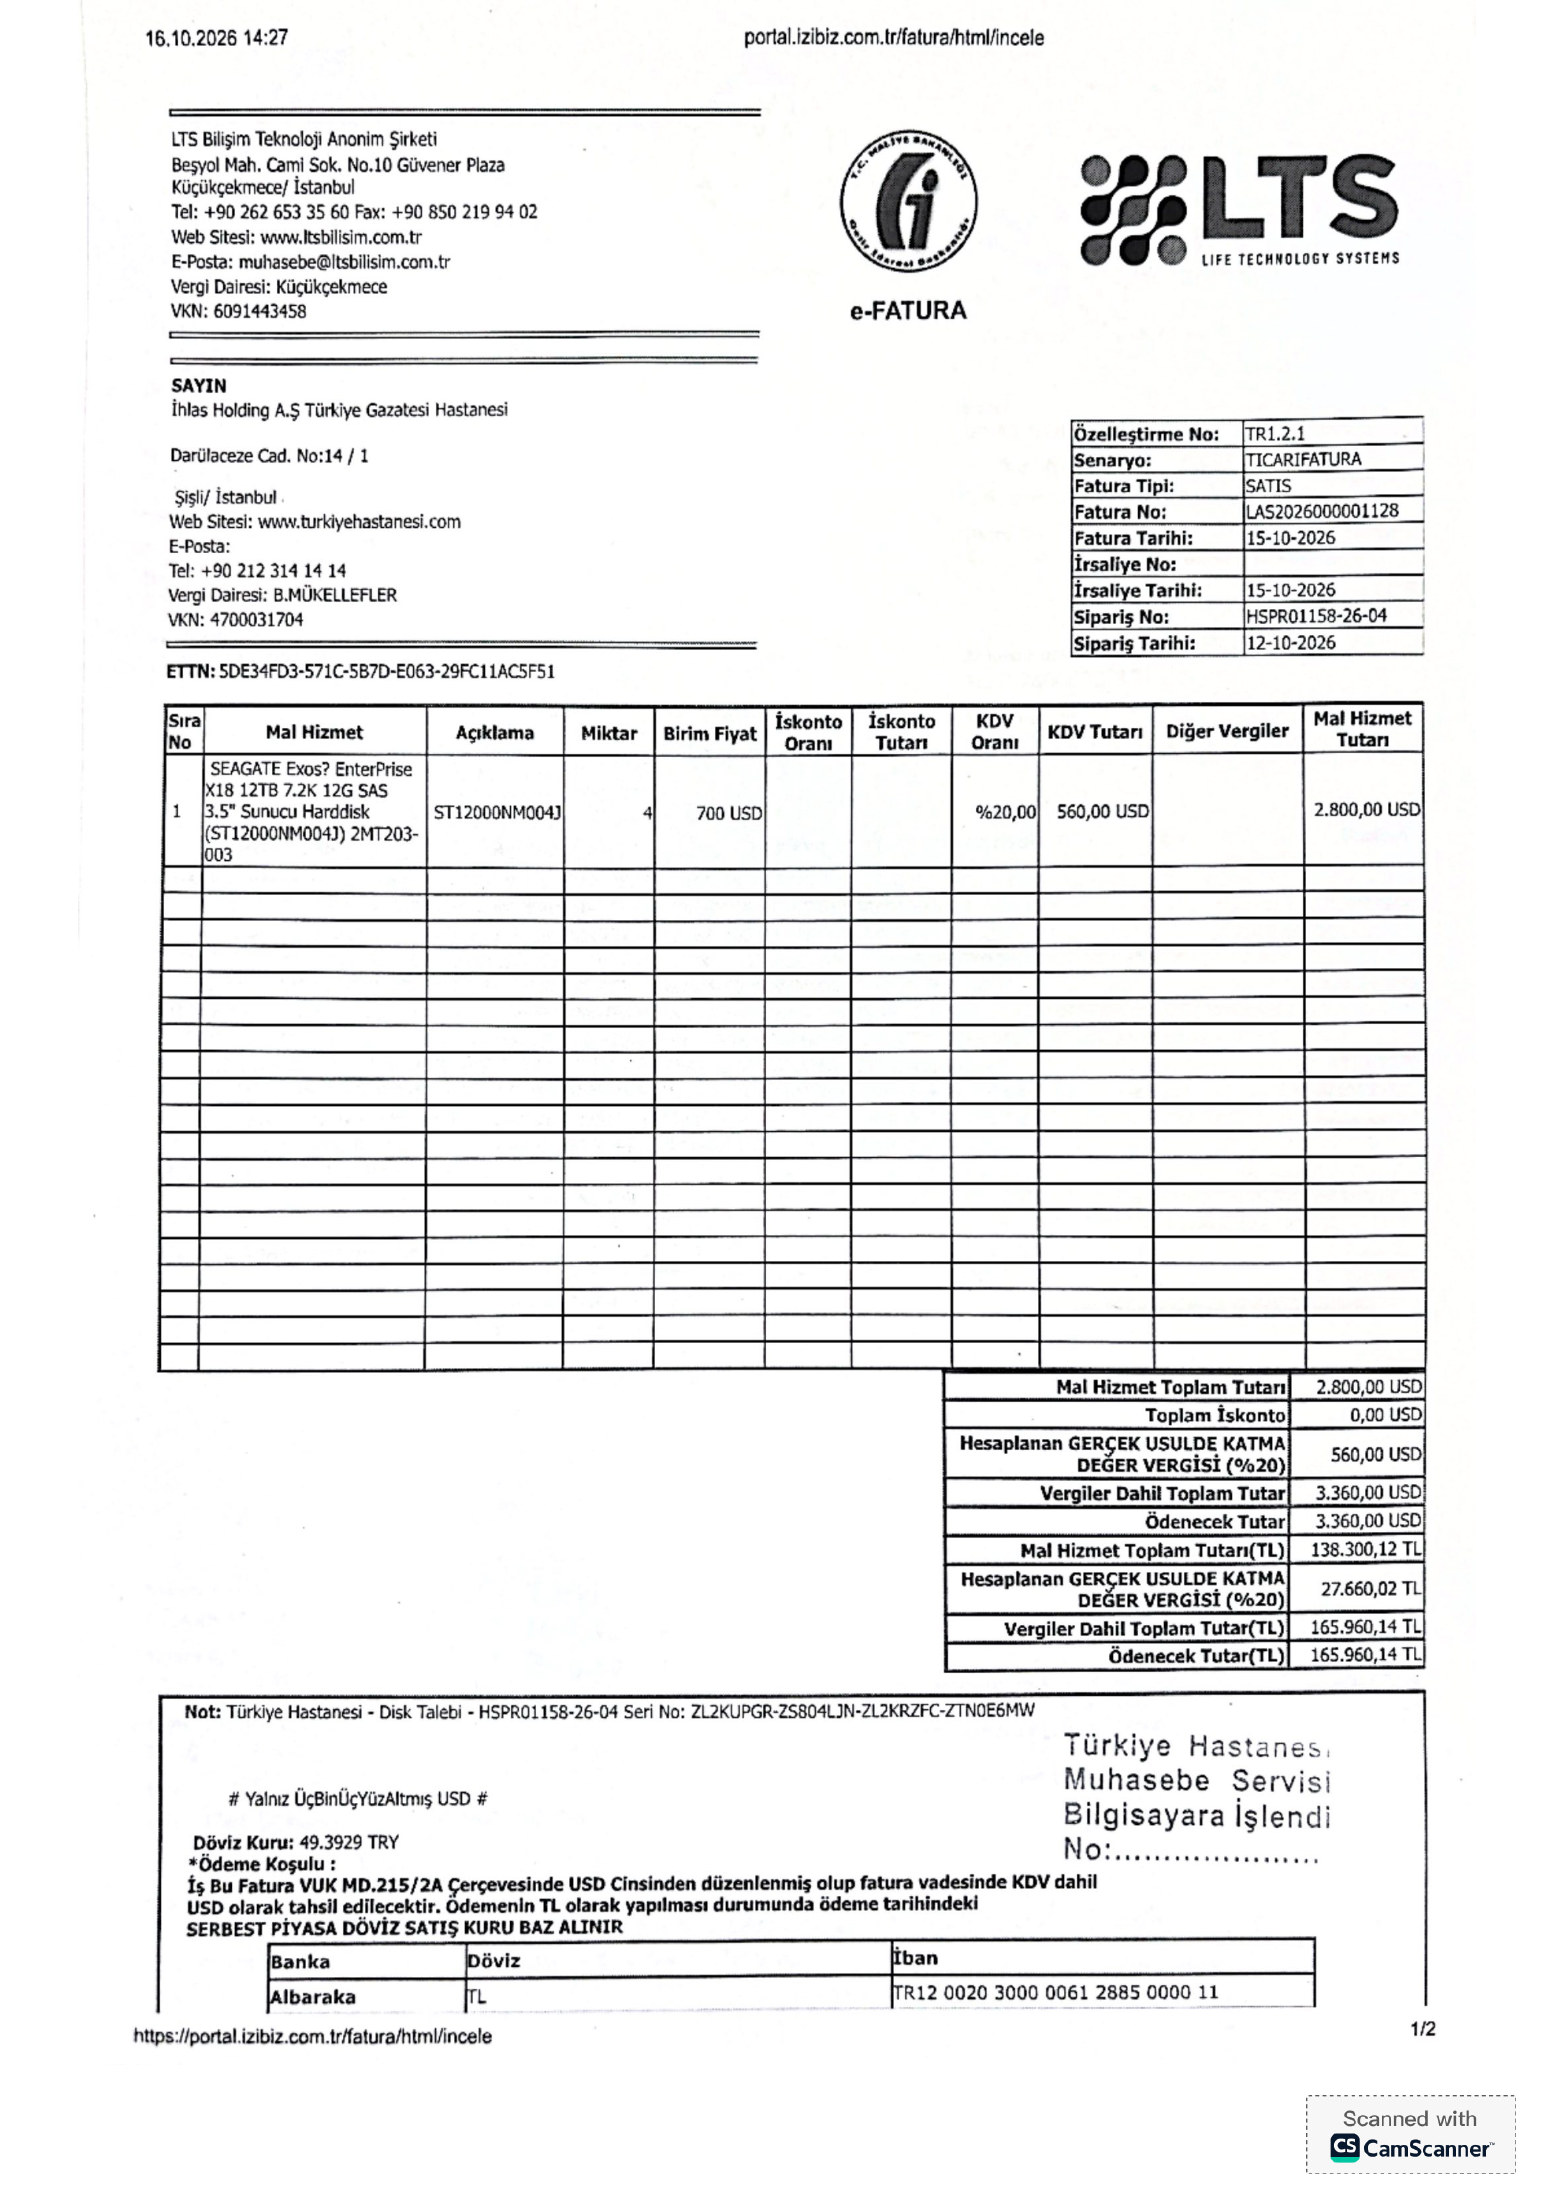 16.10.2026 14:27
portal.izibiz.com.tr/fatura/html/incele
LTS Bilişim Teknoloji Anonim Şirketi
Beşyol Mah. Cami Sok. No.10 Güvener Plaza
Küçükçekmece/ İstanbul
Tel: +90 262 653 35 60 Fax: +90 850 219 94 02
Web Sitesi: www.ltsbilisim.com.tr
E-Posta: muhasebe@ltsbilisim.com.tr
Vergi Dairesi: Küçükçekmece
VKN: 6091443458
T.C. MALİYE BAKANLIĞI
Gelir İdaresi Başkanlığı
e-FATURA
LTS
LIFE TECHNOLOGY SYSTEMS
SAYIN
İhlas Holding A.Ş Türkiye Gazatesi Hastanesi
Darülaceze Cad. No:14 / 1
Şişli/ İstanbul
Web Sitesi: www.turkiyehastanesi.com
E-Posta:
Tel: +90 212 314 14 14
Vergi Dairesi: B.MÜKELLEFLER
VKN: 4700031704
Özelleştirme No: TR1.2.1
Senaryo: TICARIFATURA
Fatura Tipi: SATIS
Fatura No: LAS2026000001128
Fatura Tarihi: 15-10-2026
İrsaliye No:
İrsaliye Tarihi: 15-10-2026
Sipariş No: HSPR01158-26-04
Sipariş Tarihi: 12-10-2026
ETTN: 5DE34FD3-571C-5B7D-E063-29FC11AC5F51
Sıra No Mal Hizmet Açıklama Miktar Birim Fiyat İskonto Oranı İskonto Tutarı KDV Oranı KDV Tutarı Diğer Vergiler Mal Hizmet Tutarı
SEAGATE Exos? EnterPrise
X18 12TB 7.2K 12G SAS
1 3.5" Sunucu Harddisk ST12000NM004J 4 700 USD %20,00 560,00 USD 2.800,00 USD
(ST12000NM004J) 2MT203-
003
Mal Hizmet Toplam Tutarı 2.800,00 USD
Toplam İskonto 0,00 USD
Hesaplanan GERÇEK USULDE KATMA
DEĞER VERGİSİ (%20) 560,00 USD
Vergiler Dahil Toplam Tutar 3.360,00 USD
Ödenecek Tutar 3.360,00 USD
Mal Hizmet Toplam Tutarı(TL) 138.300,12 TL
Hesaplanan GERÇEK USULDE KATMA
DEĞER VERGİSİ (%20) 27.660,02 TL
Vergiler Dahil Toplam Tutar(TL) 165.960,14 TL
Ödenecek Tutar(TL) 165.960,14 TL
Not: Türkiye Hastanesi - Disk Talebi - HSPR01158-26-04 Seri No: ZL2KUPGR-ZS804LJN-ZL2KRZFC-ZTN0E6MW
Türkiye Hastanesi
Muhasebe Servisi
Bilgisayara İşlendi
No:.....................
# Yalnız ÜçBinÜçYüzAltmış USD #
Döviz Kuru: 49.3929 TRY
*Ödeme Koşulu :
İş Bu Fatura VUK MD.215/2A Çerçevesinde USD Cinsinden düzenlenmiş olup fatura vadesinde KDV dahil
USD olarak tahsil edilecektir. Ödemenin TL olarak yapılması durumunda ödeme tarihindeki
SERBEST PİYASA DÖVİZ SATIŞ KURU BAZ ALINIR
Banka Döviz İban
Albaraka TL TR12 0020 3000 0061 2885 0000 11
https://portal.izibiz.com.tr/fatura/html/incele
1/2
Scanned with
CS CamScanner